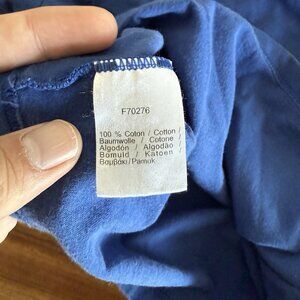 F70276
100 % Coton / Cotton /
Baumwolle / Cotone /
Algodón / Algodão
Bomuld / Katoen /
Βαμβάκι / Pamuk